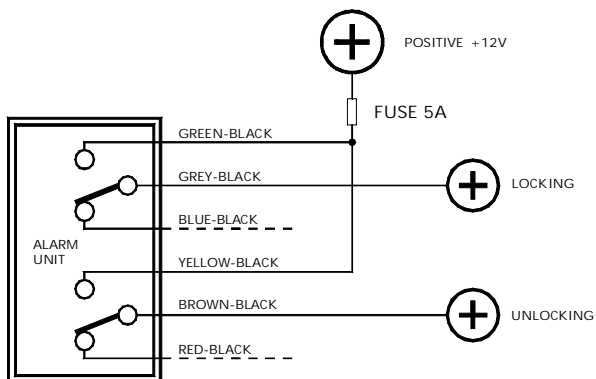 POSITIVE +12V
FUSE 5A
GREEN-BLACK
GREY-BLACK
LOCKING
BLUE-BLACK
ALARM
UNIT
YELLOW-BLACK
BROWN-BLACK
UNLOCKING
RED-BLACK